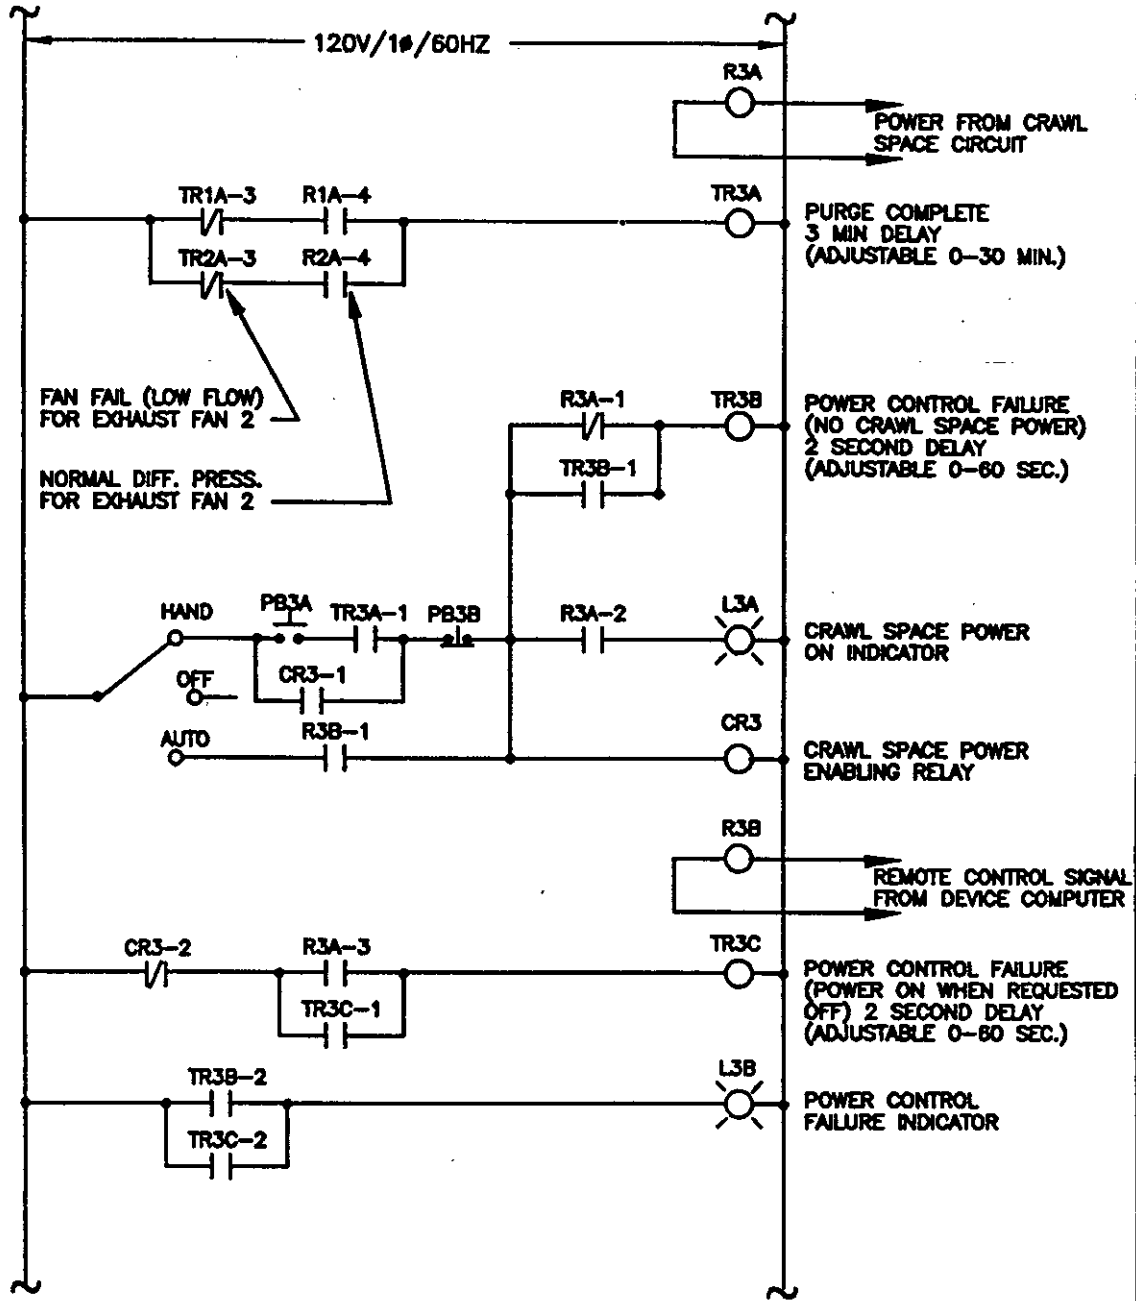 120V/1ø/60HZ
R3A
POWER FROM CRAWL
SPACE CIRCUIT
TR1A-3
R1A-4
TR3A
PURGE COMPLETE
3 MIN DELAY
(ADJUSTABLE 0-30 MIN.)
TR2A-3
R2A-4
FAN FAIL (LOW FLOW)
FOR EXHAUST FAN 2
NORMAL DIFF. PRESS.
FOR EXHAUST FAN 2
R3A-1
TR3B
POWER CONTROL FAILURE
(NO CRAWL SPACE POWER)
2 SECOND DELAY
(ADJUSTABLE 0-60 SEC.)
TR3B-1
HAND
PB3A
TR3A-1
PB3B
R3A-2
L3A
CRAWL SPACE POWER
ON INDICATOR
OFF
CR3-1
AUTO
R3B-1
CR3
CRAWL SPACE POWER
ENABLING RELAY
R3B
REMOTE CONTROL SIGNAL
FROM DEVICE COMPUTER
CR3-2
R3A-3
TR3C
POWER CONTROL FAILURE
(POWER ON WHEN REQUESTED
OFF) 2 SECOND DELAY
(ADJUSTABLE 0-60 SEC.)
TR3C-1
TR3B-2
L3B
POWER CONTROL
FAILURE INDICATOR
TR3C-2